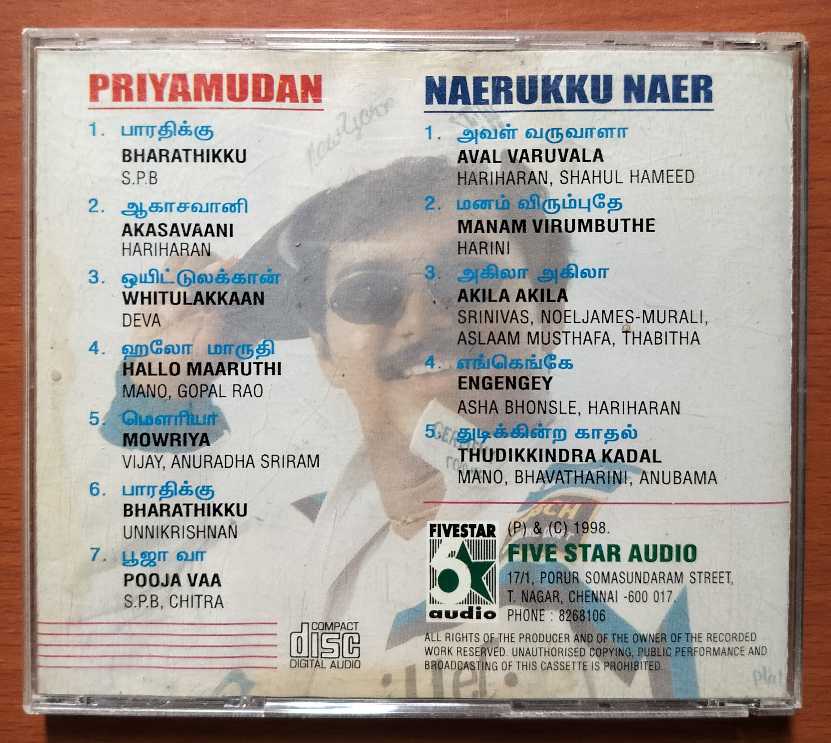 PRIYAMUDAN
1. பாரதிக்கு
BHARATHIKKU
S.P.B
2. ஆகாசவானி
AKASAVAANI
HARIHARAN
3. ஒயிட்டுலக்கான்
WHITULAKKAAN
DEVA
4. ஹலோ மாருதி
HALLO MAARUTHI
MANO, GOPAL RAO
5. மௌரியா
MOWRIYA
VIJAY, ANURADHA SRIRAM
6. பாரதிக்கு
BHARATHIKKU
UNNIKRISHNAN
7. பூஜா வா
POOJA VAA
S.P.B, CHITRA
COMPACT
disc
DIGITAL AUDIO
NAERUKKU NAER
1. அவள் வருவாளா
AVAL VARUVALA
HARIHARAN, SHAHUL HAMEED
2. மனம் விரும்புதே
MANAM VIRUMBUTHE
HARINI
3. அகிலா அகிலா
AKILA AKILA
SRINIVAS, NOELJAMES-MURALI,
ASLAAM MUSTHAFA, THABITHA
4. எங்கெங்கே
ENGENGEY
ASHA BHONSLE, HARIHARAN
5. துடிக்கின்ற காதல்
THUDIKKINDRA KADAL
MANO, BHAVATHARINI, ANUBAMA
FIVESTAR
audio
(P) & (C) 1998.
FIVE STAR AUDIO
17/1, PORUR SOMASUNDARAM STREET,
T. NAGAR, CHENNAI -600 017.
PHONE : 8268106
ALL RIGHTS OF THE PRODUCER AND OF THE OWNER OF THE RECORDED
WORK RESERVED. UNAUTHORISED COPYING, PUBLIC PERFORMANCE AND
BROADCASTING OF THIS CASSETTE IS PROHIBITED.